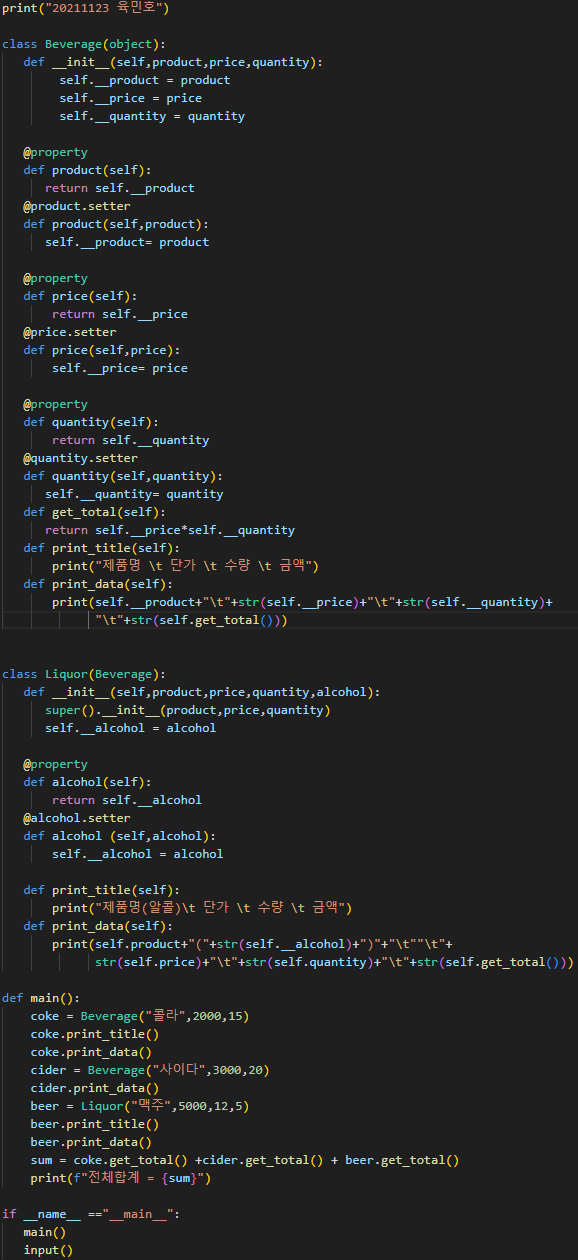 print("20211123 육민호")
class Beverage(object):
def __init__(self,product,price,quantity):
self.__product = product
self.__price = price
self.__quantity = quantity
@property
def product(self):
return self.__product
@product.setter
def product(self,product):
self.__product= product
@property
def price(self):
return self.__price
@price.setter
def price(self,price):
self.__price= price
@property
def quantity(self):
return self.__quantity
@quantity.setter
def quantity(self,quantity):
self.__quantity= quantity
def get_total(self):
return self.__price*self.__quantity
def print_title(self):
print("제품명 \t 단가 \t 수량 \t 금액")
def print_data(self):
print(self.__product+"\t"+str(self.__price)+"\t"+str(self.__quantity)+
"\t"+str(self.get_total()))
class Liquor(Beverage):
def __init__(self,product,price,quantity,alcohol):
super().__init__(product,price,quantity)
self.__alcohol = alcohol
@property
def alcohol(self):
return self.__alcohol
@alcohol.setter
def alcohol (self,alcohol):
self.__alcohol = alcohol
def print_title(self):
print("제품명(알콜)\t 단가 \t 수량 \t 금액")
def print_data(self):
print(self.product+"("+str(self.__alcohol)+")"+"\t""\t"+
str(self.price)+"\t"+str(self.quantity)+"\t"+str(self.get_total()))
def main():
coke = Beverage("콜라",2000,15)
coke.print_title()
coke.print_data()
cider = Beverage("사이다",3000,20)
cider.print_data()
beer = Liquor("맥주",5000,12,5)
beer.print_title()
beer.print_data()
sum = coke.get_total() +cider.get_total() + beer.get_total()
print(f"전체합계 = {sum}")
if __name__ =="__main__":
main()
input()